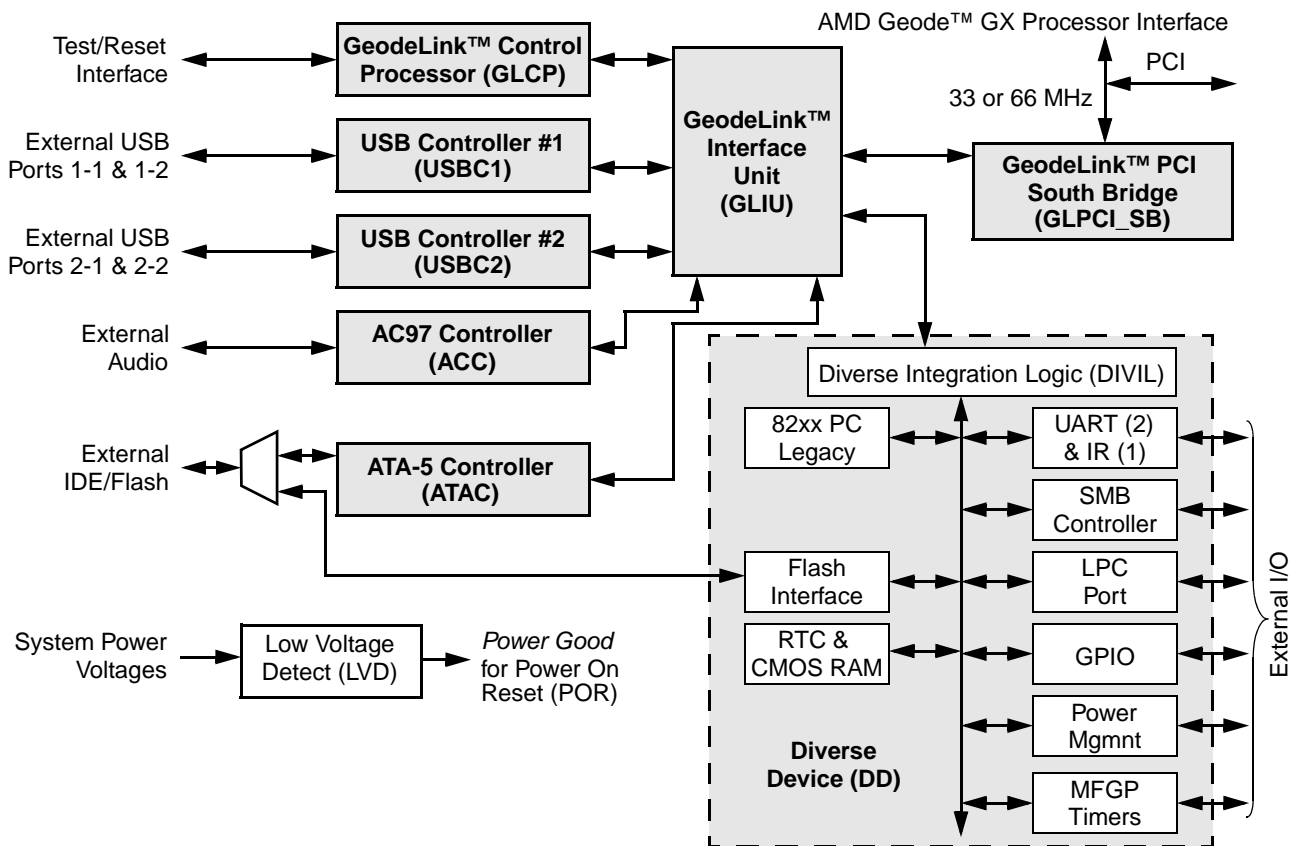 AMD Geode™ GX Processor Interface
Test/Reset
Interface
GeodeLink™ Control
Processor (GLCP)
PCI
33 or 66 MHz
GeodeLink™
Interface
Unit
(GLIU)
External USB
Ports 1-1 & 1-2
USB Controller #1
(USBC1)
GeodeLink™ PCI
South Bridge
(GLPCI_SB)
External USB
Ports 2-1 & 2-2
USB Controller #2
(USBC2)
External
Audio
AC97 Controller
(ACC)
Diverse Integration Logic (DIVIL)
82xx PC
Legacy
UART (2)
& IR (1)
External
IDE/Flash
ATA-5 Controller
(ATAC)
SMB
Controller
Flash
Interface
LPC
Port
External I/O
System Power
Voltages
Low Voltage
Detect (LVD)
Power Good
for Power On
Reset (POR)
RTC &
CMOS RAM
GPIO
Power
Mgmnt
Diverse
Device (DD)
MFGP
Timers